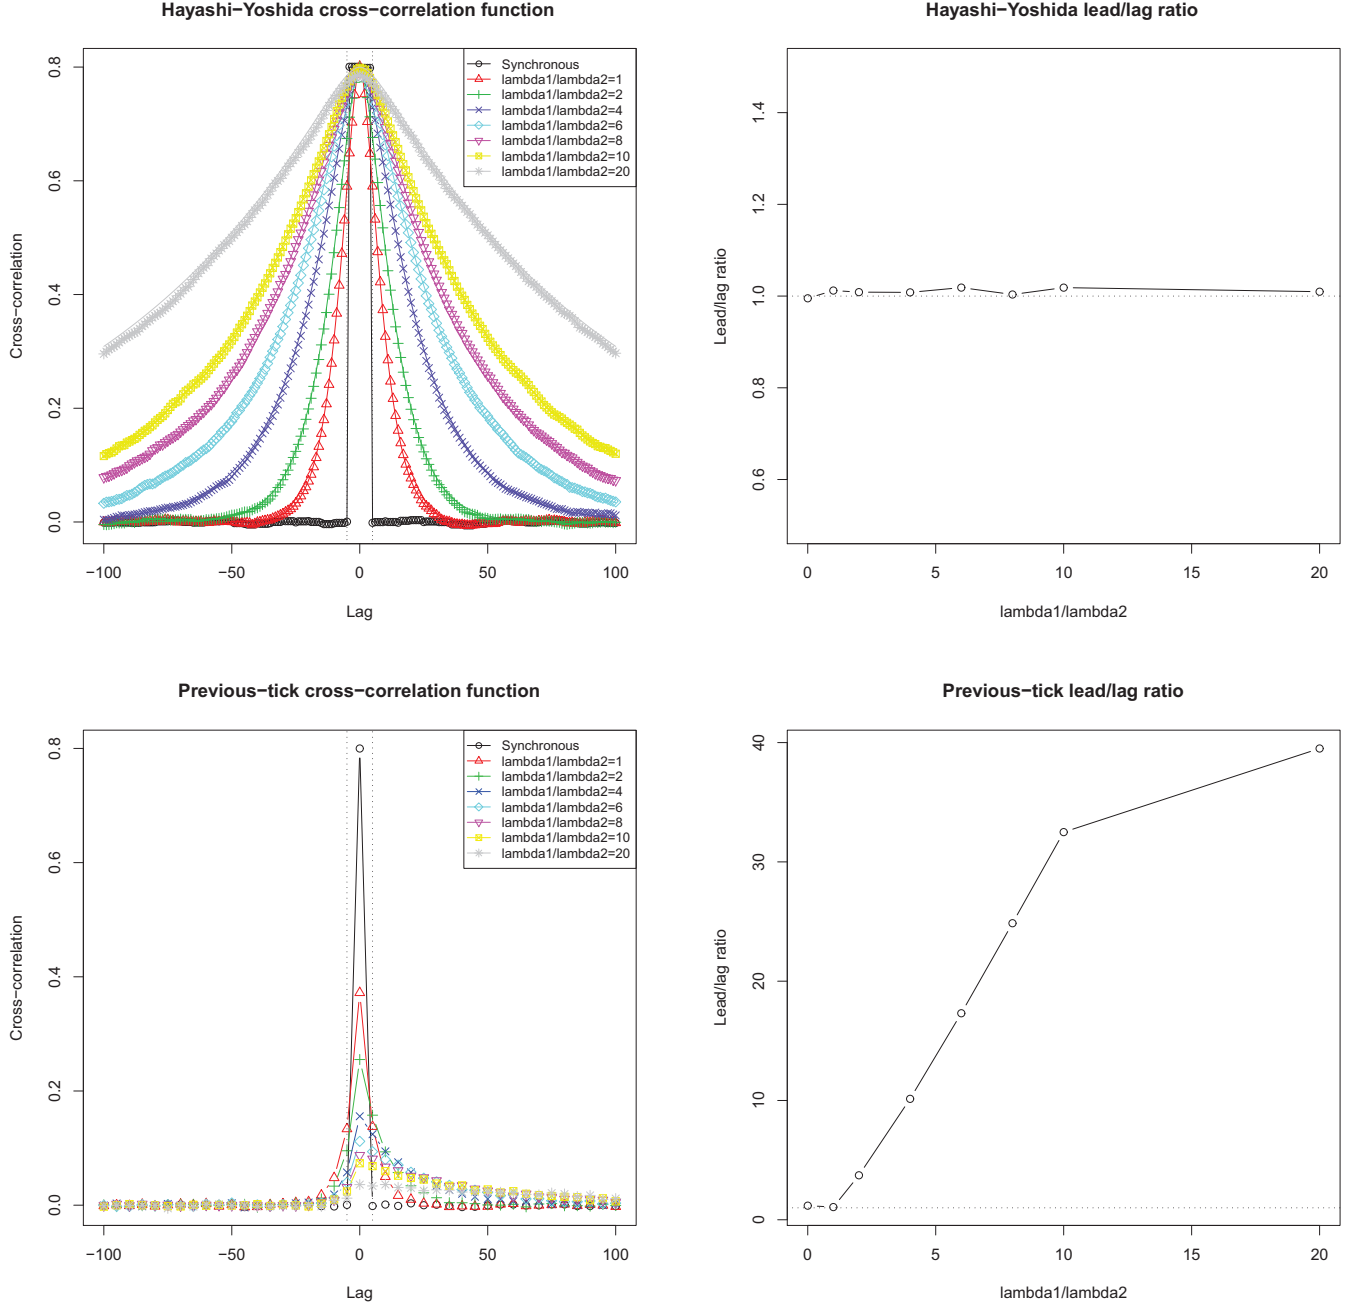 Hayashi−Yoshida cross−correlation function
Cross−correlation
0.0
0.2
0.4
0.6
0.8
Synchronous
lambda1/lambda2=1
lambda1/lambda2=2
lambda1/lambda2=4
lambda1/lambda2=6
lambda1/lambda2=8
lambda1/lambda2=10
lambda1/lambda2=20
−100
−50
0
50
100
Lag
Hayashi−Yoshida lead/lag ratio
Lead/lag ratio
0.6
0.8
1.0
1.2
1.4
0
5
10
15
20
lambda1/lambda2
Previous−tick cross−correlation function
Cross−correlation
0.0
0.2
0.4
0.6
0.8
Synchronous
lambda1/lambda2=1
lambda1/lambda2=2
lambda1/lambda2=4
lambda1/lambda2=6
lambda1/lambda2=8
lambda1/lambda2=10
lambda1/lambda2=20
−100
−50
0
50
100
Lag
Previous−tick lead/lag ratio
Lead/lag ratio
0
10
20
30
40
0
5
10
15
20
lambda1/lambda2